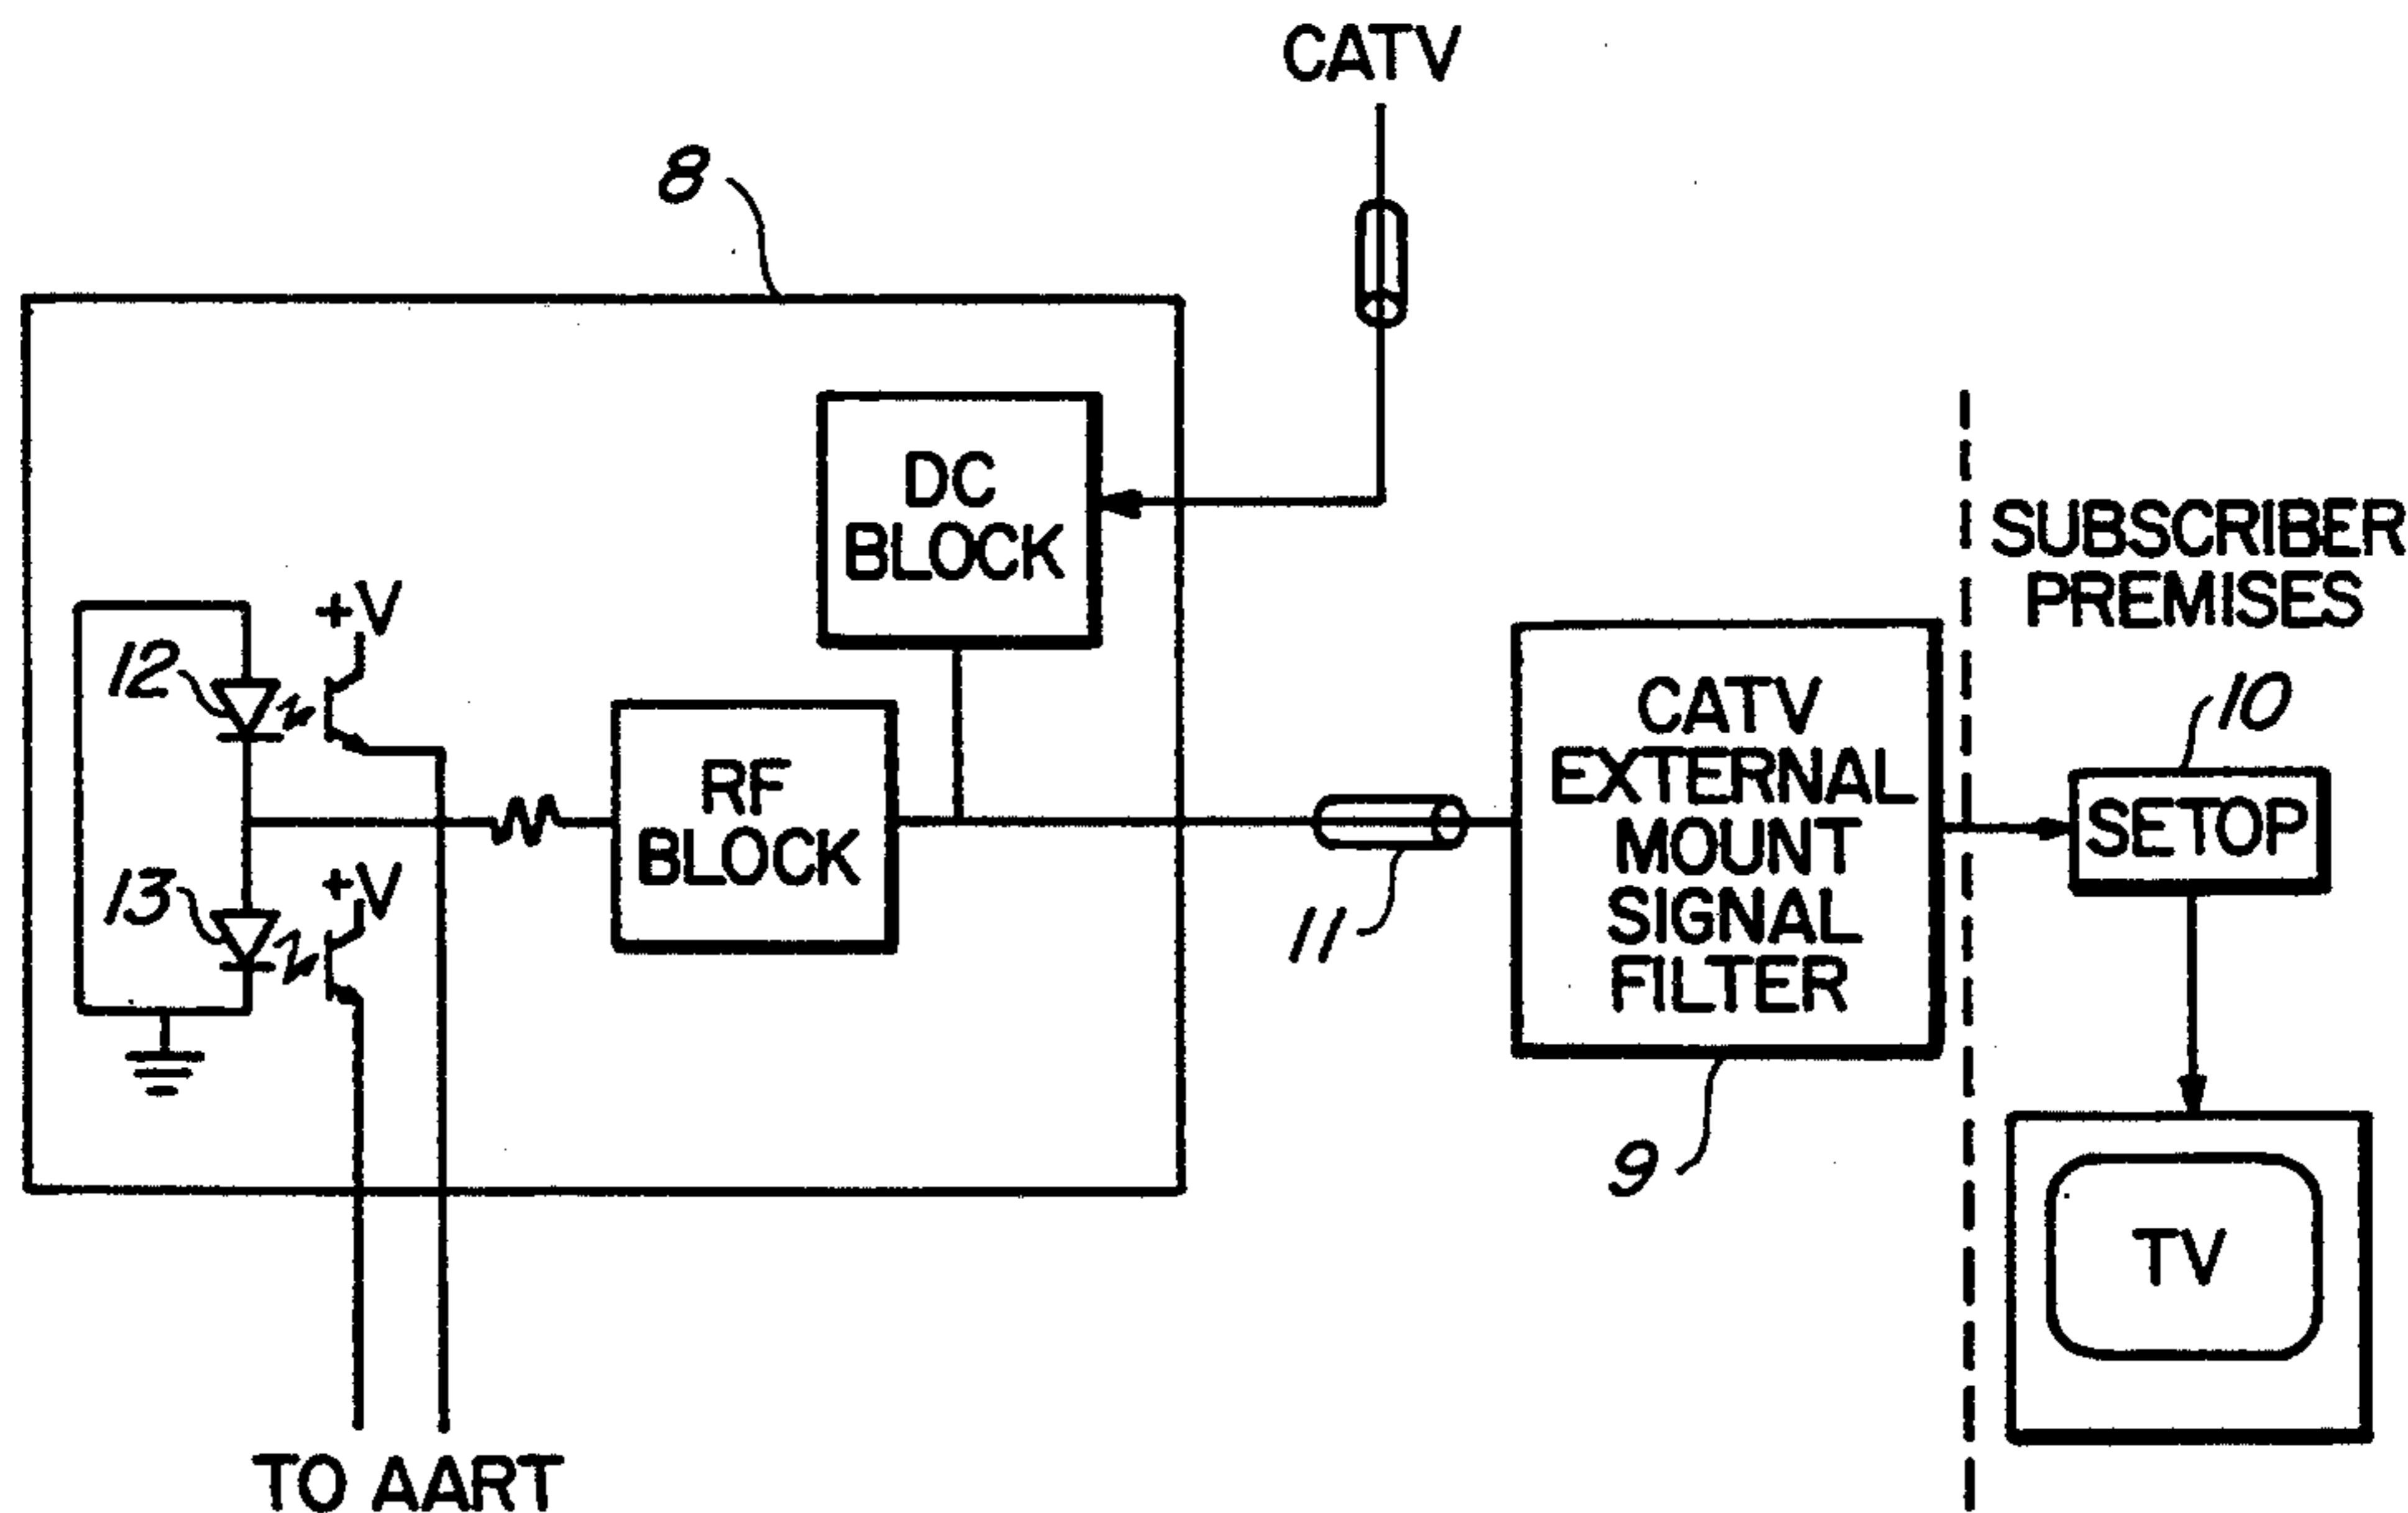 CATV
8
DC
BLOCK
SUBSCRIBER
PREMISES
+V
12
RF
BLOCK
CATV
EXTERNAL
MOUNT
SIGNAL
FILTER
10
SETOP
13
+V
11
9
TV
TO AART